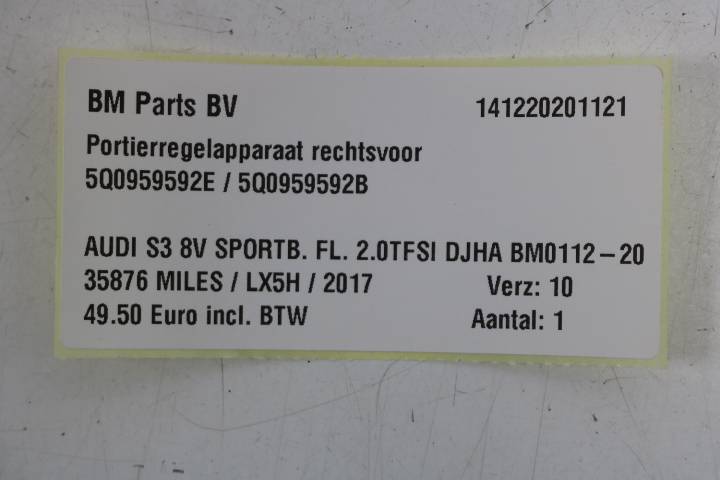 BM Parts BV 141220201121
Portierregelapparaat rechtsvoor
5Q0959592E / 5Q0959592B
AUDI S3 8V SPORTB. FL. 2.0TFSI DJHA BM0112-20
35876 MILES / LX5H / 2017 Verz: 10
49.50 Euro incl. BTW Aantal: 1